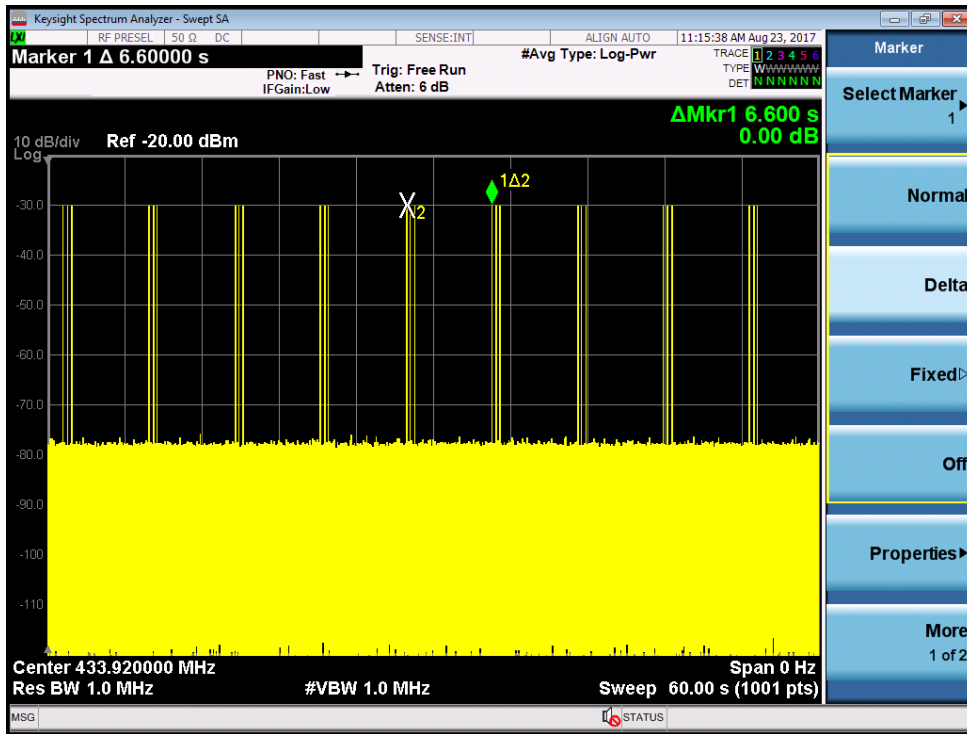 Keysight Spectrum Analyzer - Swept SA
LXI RF PRESEL 50 Ω DC SENSE:INT ALIGN AUTO 11:15:38 AM Aug 23, 2017
Marker 1 Δ 6.60000 s
PNO: Fast
IFGain:Low
Trig: Free Run
Atten: 6 dB
#Avg Type: Log-Pwr
TRACE 1 2 3 4 5 6
TYPE WWWWWW
DET N N N N N N
ΔMkr1 6.600 s
0.00 dB
10 dB/div Ref -20.00 dBm
Log
1Δ2
X2
-30.0
-40.0
-50.0
-60.0
-70.0
-80.0
-90.0
-100
-110
Center 433.920000 MHz Span 0 Hz
Res BW 1.0 MHz #VBW 1.0 MHz Sweep 60.00 s (1001 pts)
MSG STATUS
Marker
Select Marker
1
Normal
Delta
Fixed
Off
Properties
More
1 of 2